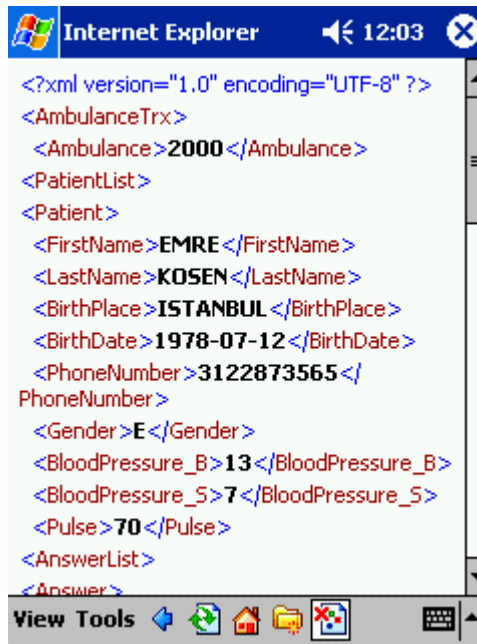 Internet Explorer 12:03
<?xml version="1.0" encoding="UTF-8" ?>
<AmbulanceTrx>
<Ambulance>2000</Ambulance>
<PatientList>
<Patient>
<FirstName>EMRE</FirstName>
<LastName>KOSEN</LastName>
<BirthPlace>ISTANBUL</BirthPlace>
<BirthDate>1978-07-12</BirthDate>
<PhoneNumber>3122873565</
PhoneNumber>
<Gender>E</Gender>
<BloodPressure_B>13</BloodPressure_B>
<BloodPressure_S>7</BloodPressure_S>
<Pulse>70</Pulse>
<AnswerList>
<Answer>
View Tools